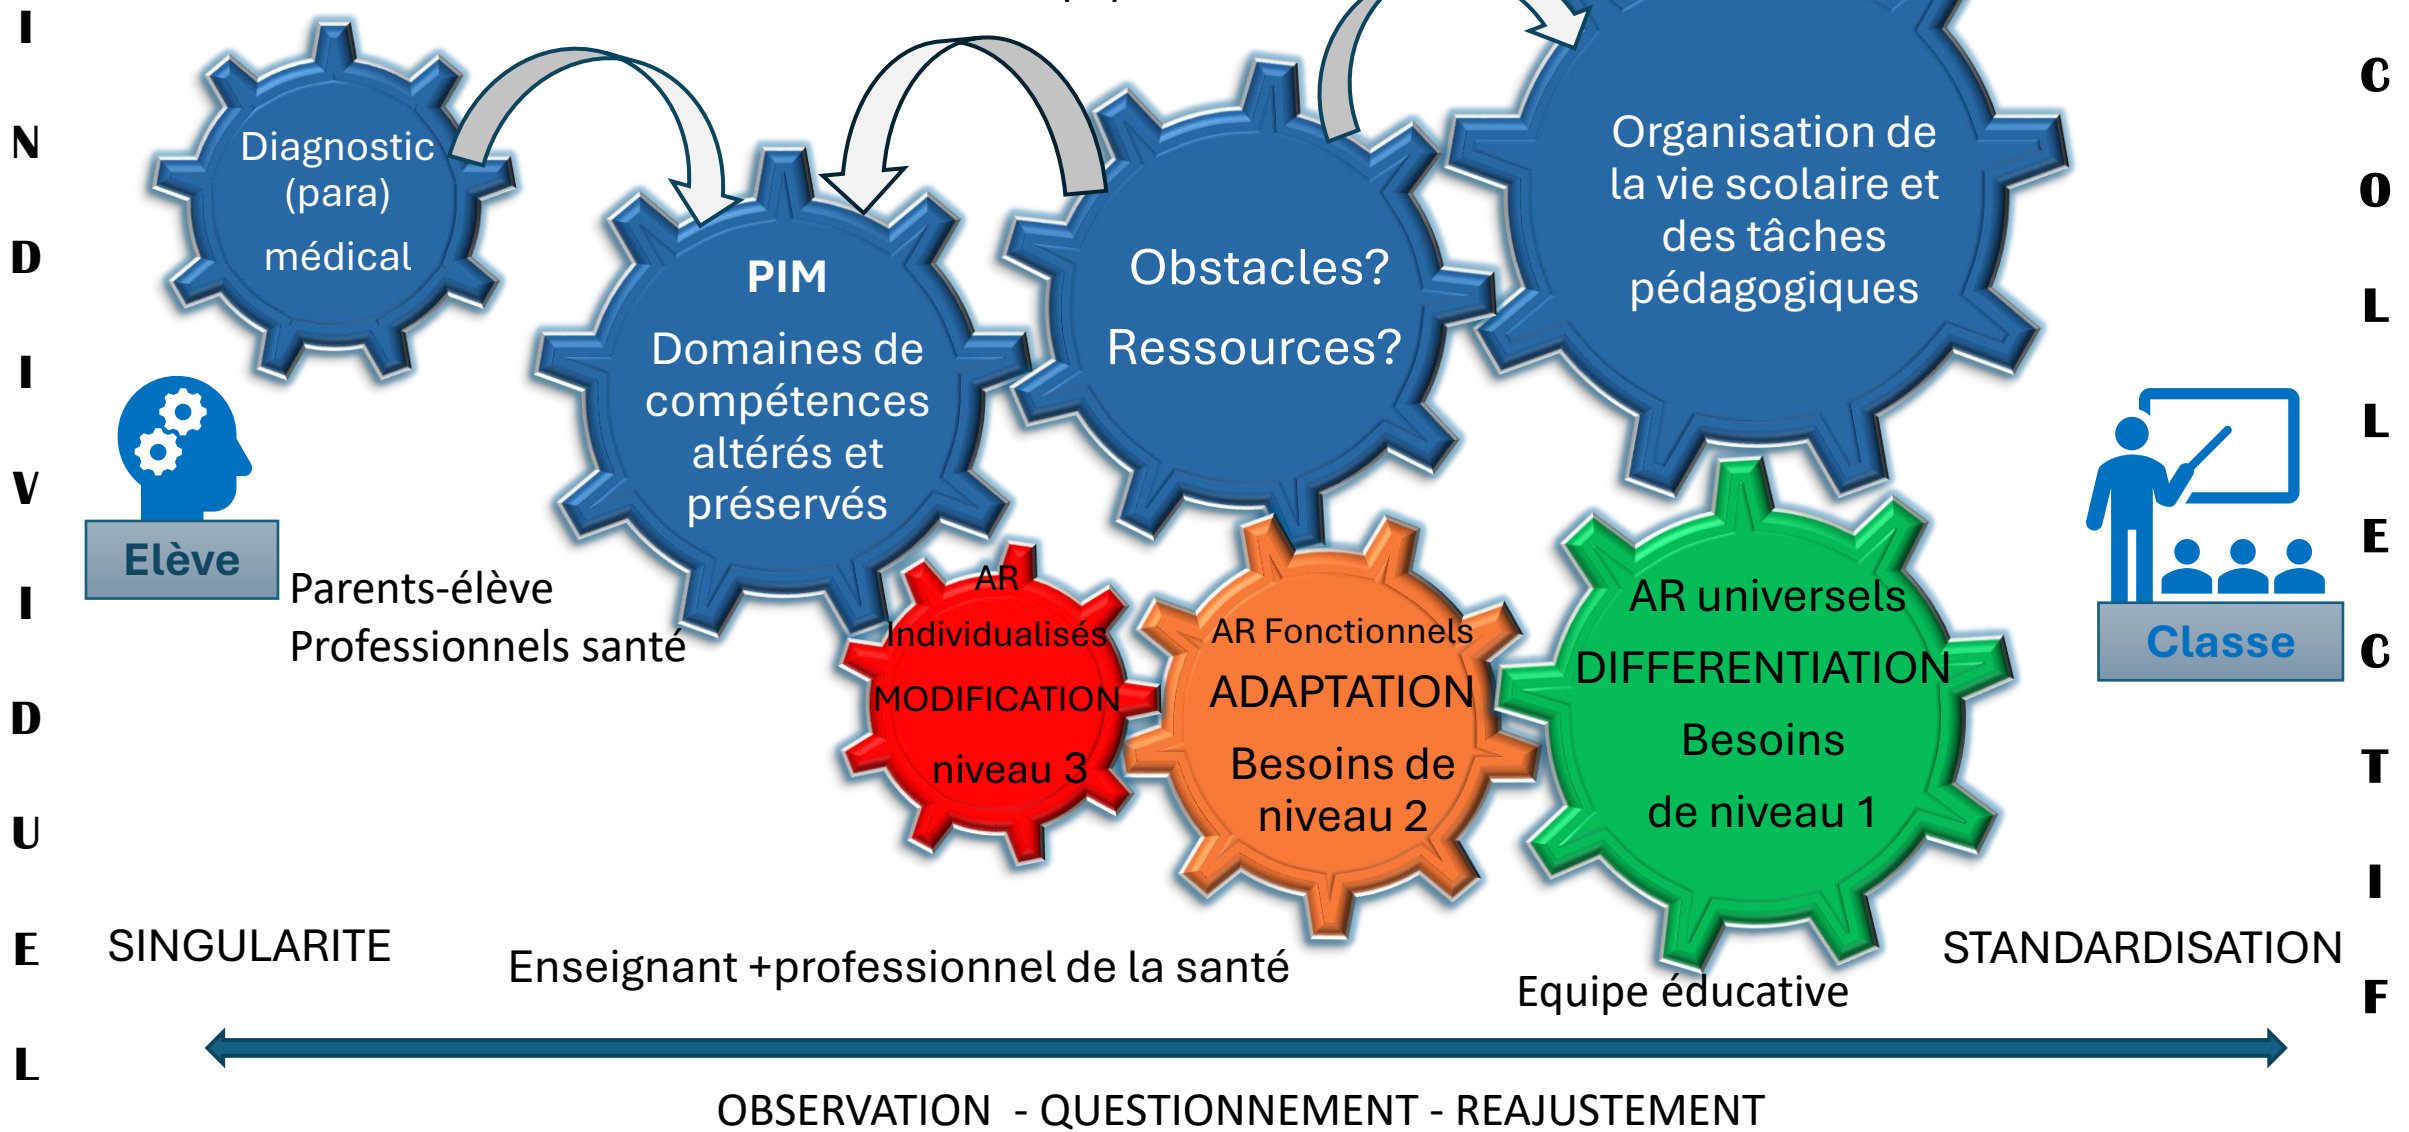 I
N
D
I
V
I
D
U
E
L
Diagnostic
(para)
médical
PIM
Domaines de
compétences
altérés et
préservés
Obstacles?
Ressources?
Organisation de
la vie scolaire et
des tâches
pédagogiques
Elève
Parents-élève
Professionnels santé
AR
Individualisés
MODIFICATION
niveau 3
AR Fonctionnels
ADAPTATION
Besoins de
niveau 2
AR universels
DIFFERENTIATION
Besoins
de niveau 1
Classe
SINGULARITE
Enseignant +professionnel de la santé
Equipe éducative
STANDARDISATION
OBSERVATION - QUESTIONNEMENT - REAJUSTEMENT
C
O
L
L
E
C
T
I
F